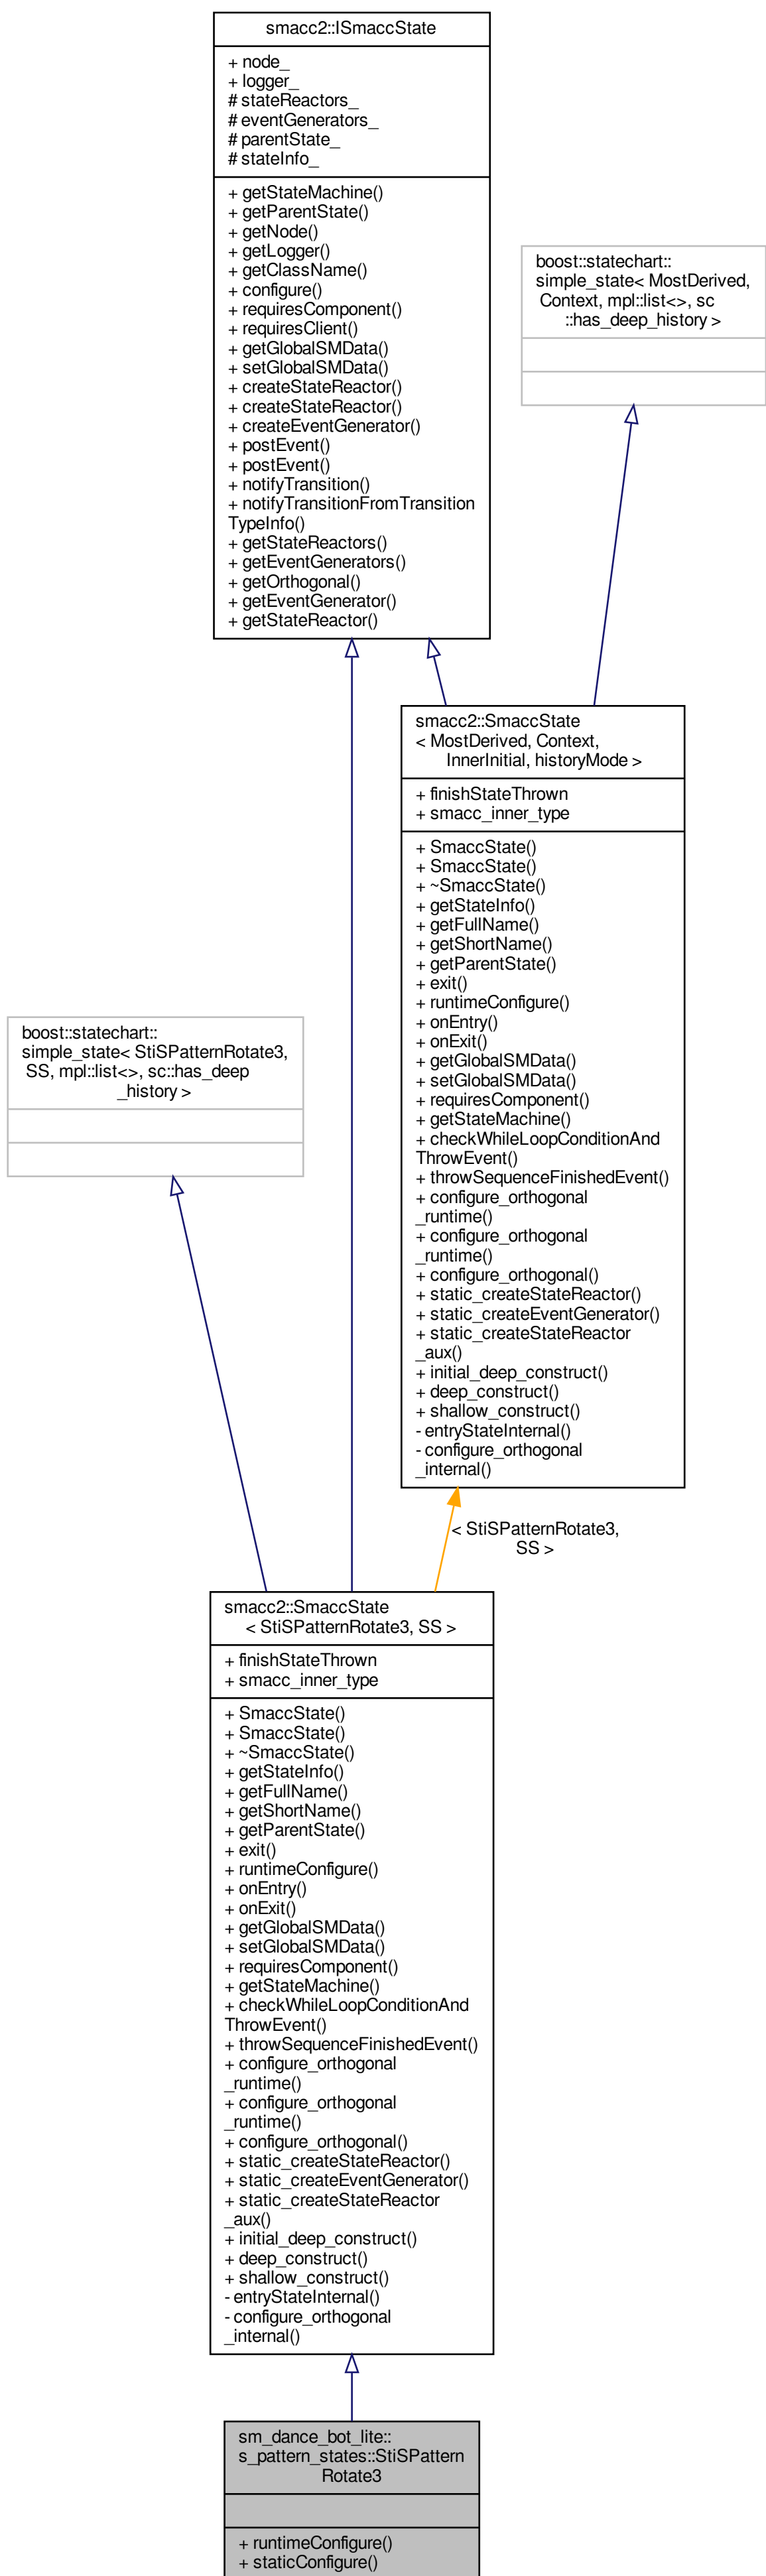 smacc2::ISmaccState
+ node_
+ logger_
# stateReactors_
# eventGenerators_
# parentState_
# stateInfo_
+ getStateMachine()
+ getParentState()
+ getNode()
+ getLogger()
+ getClassName()
+ configure()
+ requiresComponent()
+ requiresClient()
+ getGlobalSMData()
+ setGlobalSMData()
+ createStateReactor()
+ createStateReactor()
+ createEventGenerator()
+ postEvent()
+ postEvent()
+ notifyTransition()
+ notifyTransitionFromTransition
TypeInfo()
+ getStateReactors()
+ getEventGenerators()
+ getOrthogonal()
+ getEventGenerator()
+ getStateReactor()
boost::statechart::
simple_state< MostDerived,
Context, mpl::list<>, sc
::has_deep_history >
smacc2::SmaccState
< MostDerived, Context,
InnerInitial, historyMode >
+ finishStateThrown
+ smacc_inner_type
+ SmaccState()
+ SmaccState()
+ ~SmaccState()
+ getStateInfo()
+ getFullName()
+ getShortName()
+ getParentState()
+ exit()
+ runtimeConfigure()
+ onEntry()
+ onExit()
+ getGlobalSMData()
+ setGlobalSMData()
+ requiresComponent()
+ getStateMachine()
+ checkWhileLoopConditionAnd
ThrowEvent()
+ throwSequenceFinishedEvent()
+ configure_orthogonal
_runtime()
+ configure_orthogonal
_runtime()
+ configure_orthogonal()
+ static_createStateReactor()
+ static_createEventGenerator()
+ static_createStateReactor
_aux()
+ initial_deep_construct()
+ deep_construct()
+ shallow_construct()
- entryStateInternal()
- configure_orthogonal
_internal()
boost::statechart::
simple_state< StiSPatternRotate3,
SS, mpl::list<>, sc::has_deep
_history >
< StiSPatternRotate3,
SS >
smacc2::SmaccState
< StiSPatternRotate3, SS >
+ finishStateThrown
+ smacc_inner_type
+ SmaccState()
+ SmaccState()
+ ~SmaccState()
+ getStateInfo()
+ getFullName()
+ getShortName()
+ getParentState()
+ exit()
+ runtimeConfigure()
+ onEntry()
+ onExit()
+ getGlobalSMData()
+ setGlobalSMData()
+ requiresComponent()
+ getStateMachine()
+ checkWhileLoopConditionAnd
ThrowEvent()
+ throwSequenceFinishedEvent()
+ configure_orthogonal
_runtime()
+ configure_orthogonal
_runtime()
+ configure_orthogonal()
+ static_createStateReactor()
+ static_createEventGenerator()
+ static_createStateReactor
_aux()
+ initial_deep_construct()
+ deep_construct()
+ shallow_construct()
- entryStateInternal()
- configure_orthogonal
_internal()
sm_dance_bot_lite::
s_pattern_states::StiSPattern
Rotate3
+ runtimeConfigure()
+ staticConfigure()